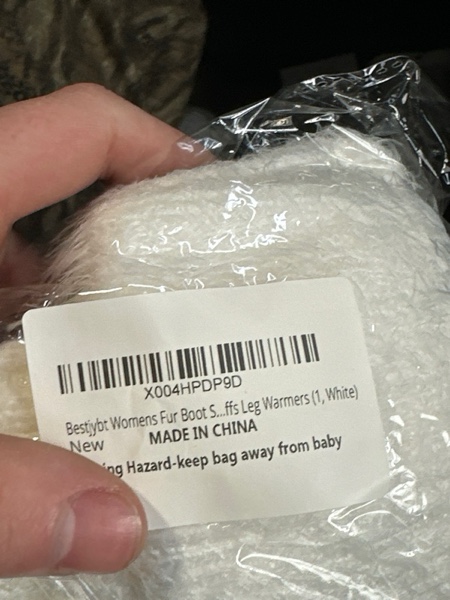 X004HPDP9D
Bestjybt Womens Fur Boot S...ffs Leg Warmers (1, White)
New
MADE IN CHINA
ing Hazard-keep bag away from baby